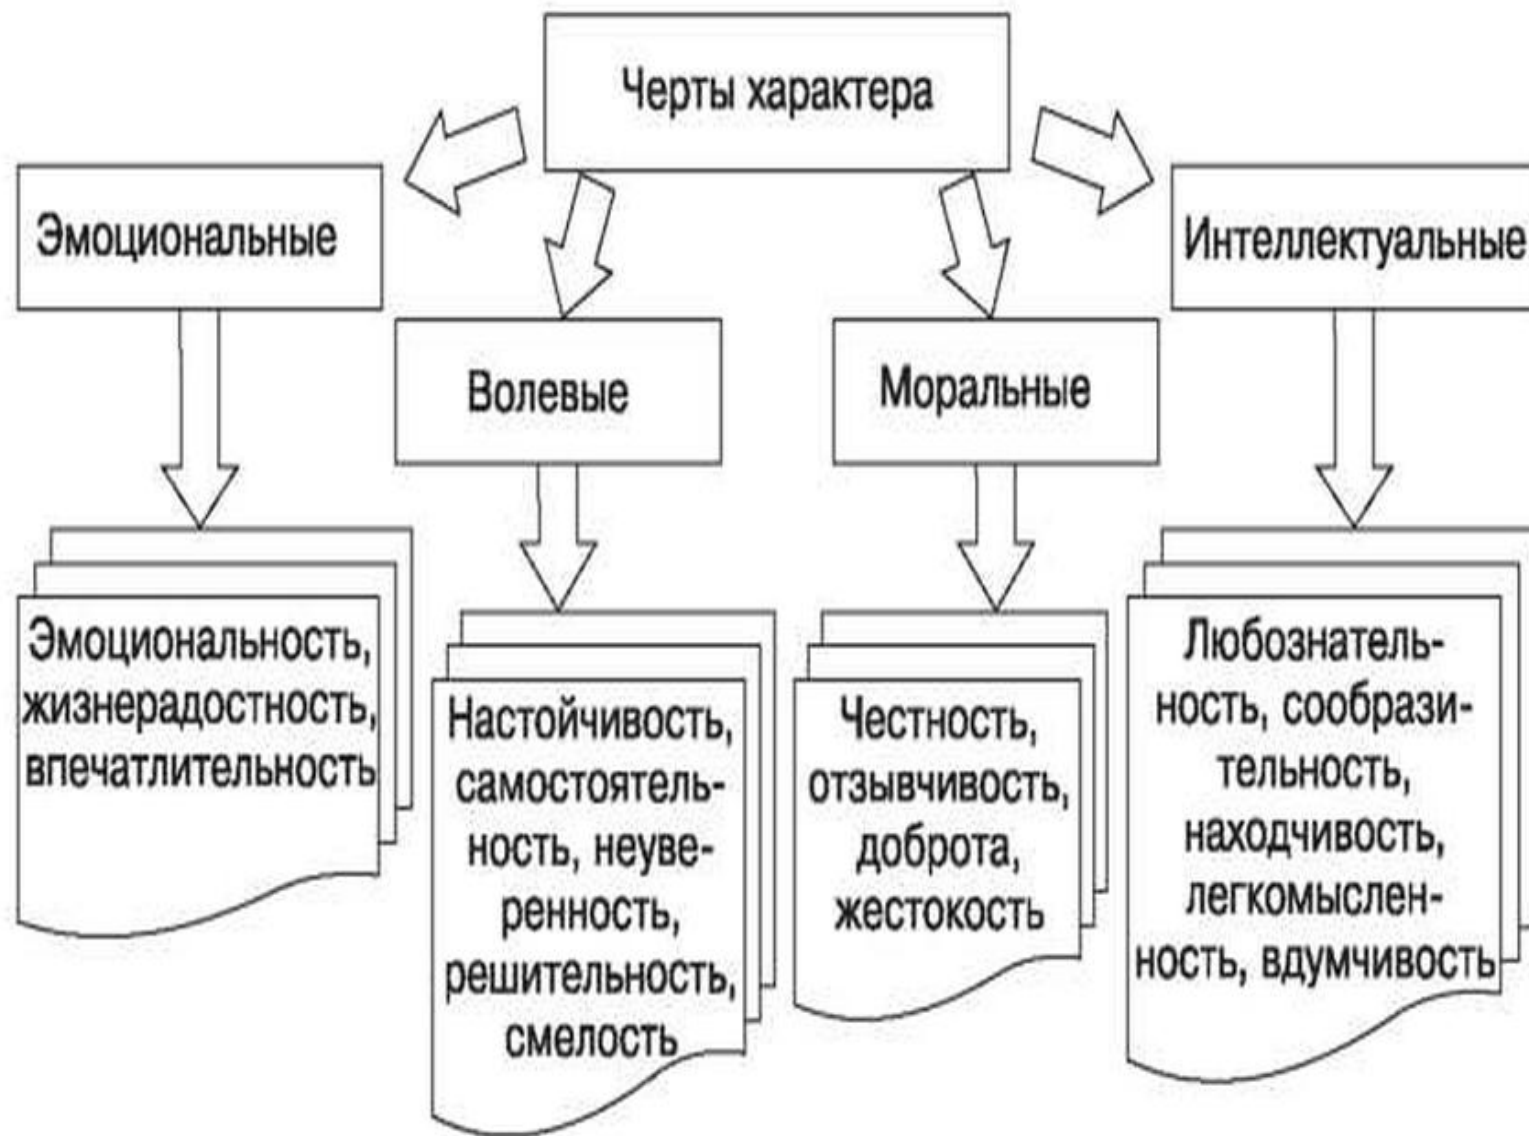 Черты характера
Эмоциональные
Интеллектуальные
Волевые
Моральные
Эмоциональность,
жизнерадостность,
впечатлительность
Настойчивость,
самостоятель-
ность, неуве-
ренность,
решительность,
смелость
Честность,
отзывчивость,
доброта,
жестокость
Любознатель-
ность, сообрази-
тельность,
находчивость,
легкомыслен-
ность, вдумчивость